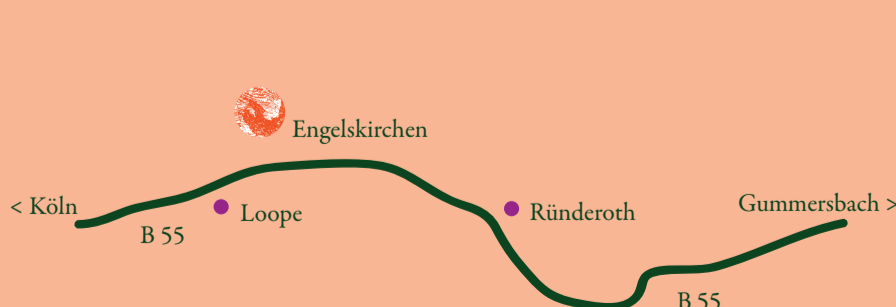 Engelskirchen
< Köln
Loope
Ründeroth
Gummersbach >
B 55
B 55